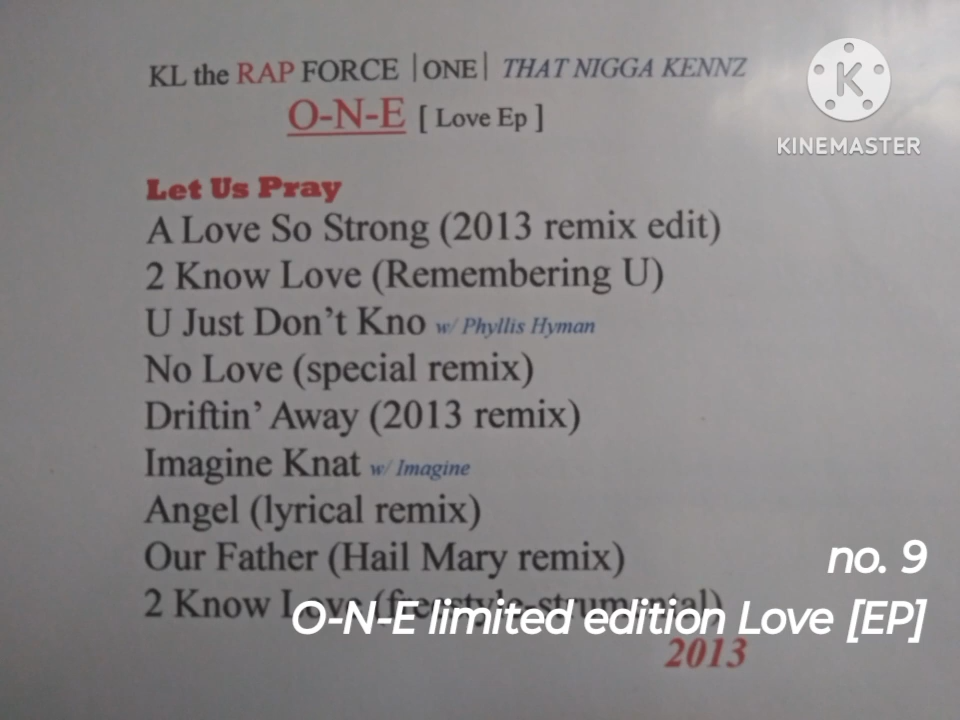 KL the RAP FORCE |ONE| THAT NIGGA KENNZ
O-N-E [ Love Ep ]
K
KINEMASTER
Let Us Pray
A Love So Strong (2013 remix edit)
2 Know Love (Remembering U)
U Just Don't Kno w/ Phyllis Hyman
No Love (special remix)
Driftin' Away (2013 remix)
Imagine Knat w/ Imagine
Angel (lyrical remix)
Our Father (Hail Mary remix)
no. 9
2 Know Love (freestyle-strumental)
O-N-E limited edition Love [EP]
2013